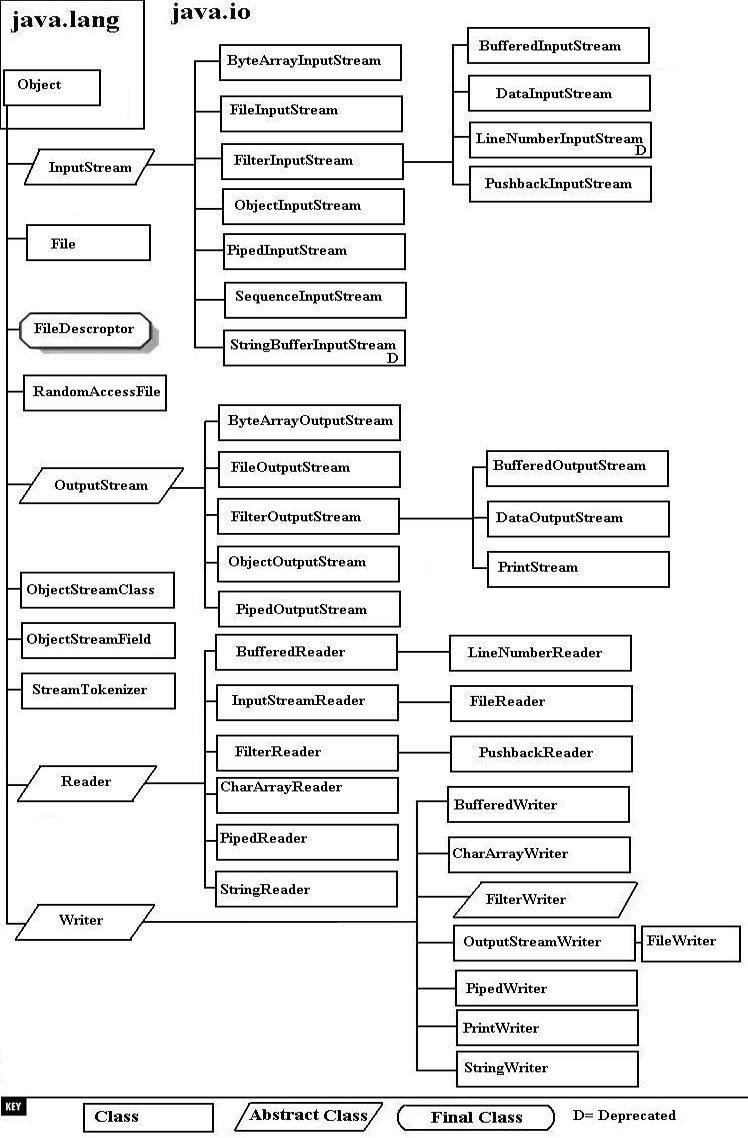 java.lang
java.io
Object
InputStream
ByteArrayInputStream
FileInputStream
FilterInputStream
ObjectInputStream
PipedInputStream
SequenceInputStream
StringBufferInputStream
D
BufferedInputStream
DataInputStream
LineNumberInputStream
D
PushbackInputStream
File
FileDescroptor
RandomAccessFile
OutputStream
ByteArrayOutputStream
FileOutputStream
FilterOutputStream
ObjectOutputStream
PipedOutputStream
BufferedOutputStream
DataOutputStream
PrintStream
ObjectStreamClass
ObjectStreamField
StreamTokenizer
Reader
BufferedReader
LineNumberReader
InputStreamReader
FileReader
FilterReader
PushbackReader
CharArrayReader
PipedReader
StringReader
Writer
BufferedWriter
CharArrayWriter
FilterWriter
OutputStreamWriter
FileWriter
PipedWriter
PrintWriter
StringWriter
KEY
Class
Abstract Class
Final Class
D= Deprecated